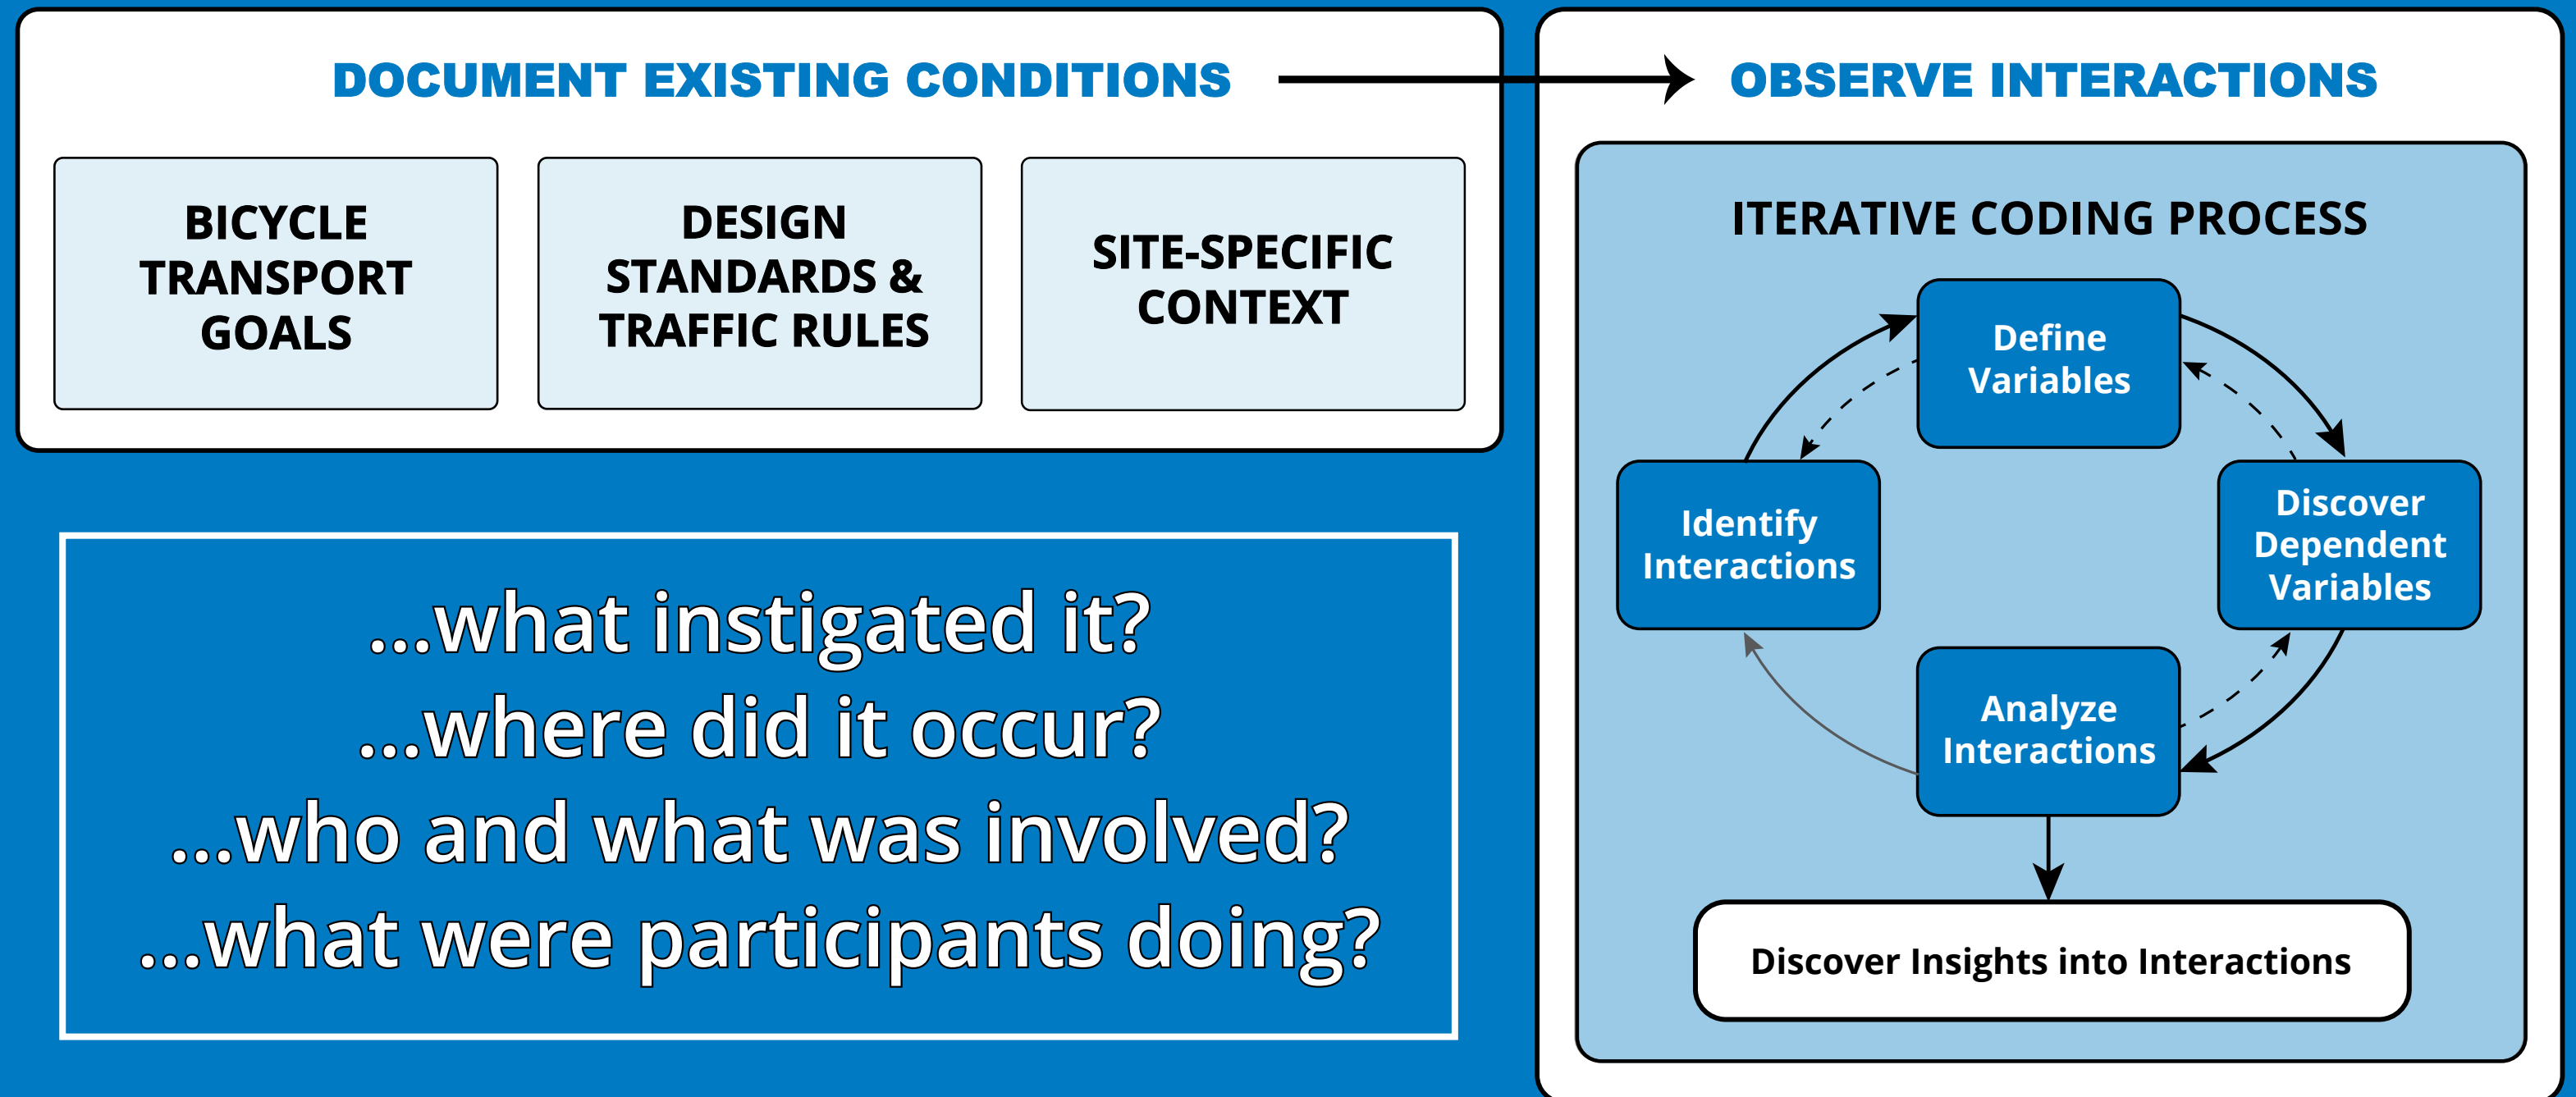 DOCUMENT EXISTING CONDITIONS
BICYCLE
TRANSPORT
GOALS
DESIGN
STANDARDS &
TRAFFIC RULES
SITE-SPECIFIC
CONTEXT
...what instigated it?
...where did it occur?
...who and what was involved?
...what were participants doing?
OBSERVE INTERACTIONS
ITERATIVE CODING PROCESS
Define
Variables
Identify
Interactions
Discover
Dependent
Variables
Analyze
Interactions
Discover Insights into Interactions